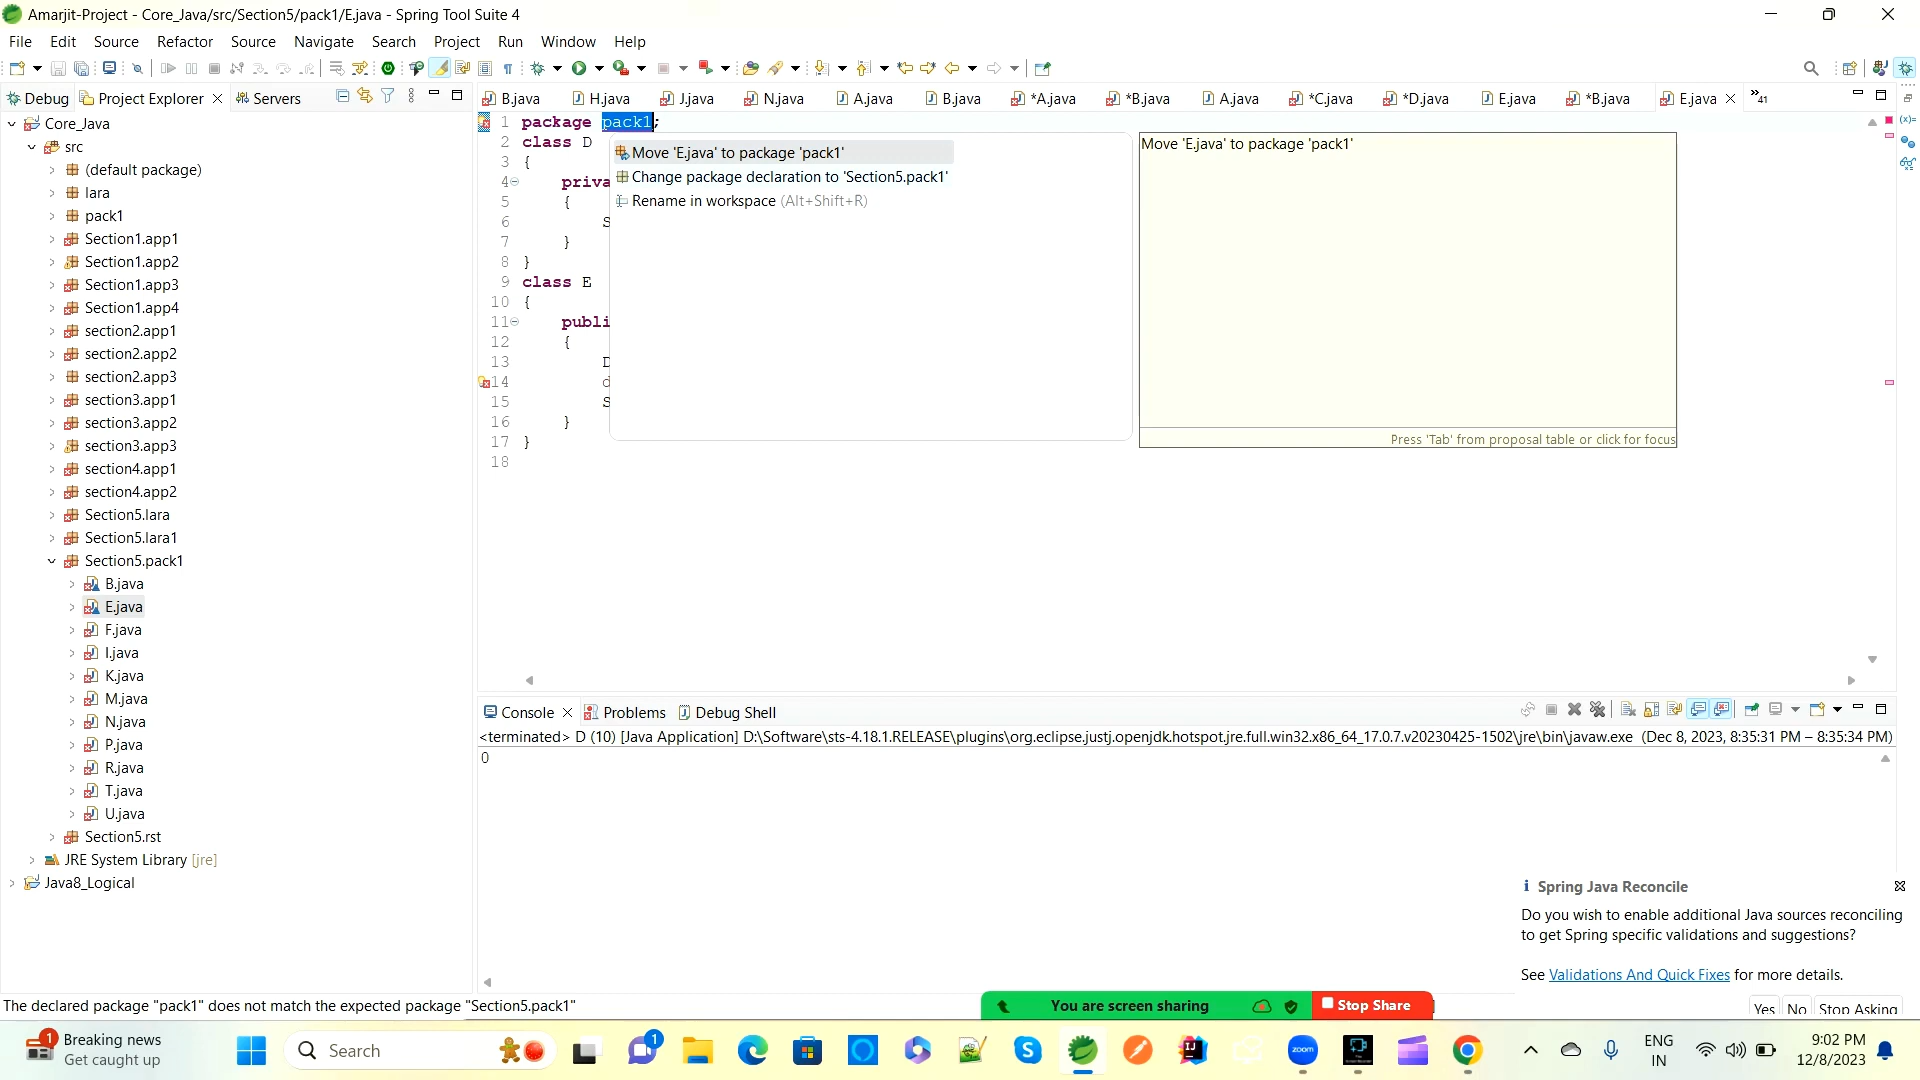 Amarjit-Project - Core_Java/src/Section5/pack1/E.java - Spring Tool Suite 4
File Edit Source Refactor Source Navigate Search Project Run Window Help
Debug Project Explorer Servers
B.java H.java J.java N.java A.java B.java *A.java *B.java A.java *C.java *D.java E.java *B.java E.java »41
Core_Java
src
(default package)
lara
pack1
Section1.app1
Section1.app2
Section1.app3
Section1.app4
section2.app1
section2.app2
section2.app3
section3.app1
section3.app2
section3.app3
section4.app1
section4.app2
Section5.lara
Section5.lara1
Section5.pack1
B.java
E.java
F.java
I.java
K.java
M.java
N.java
P.java
R.java
T.java
U.java
Section5.rst
JRE System Library [jre]
Java8_Logical
1 package pack1;
2 class D
3 {
4 priva
5 {
6 S
7 }
8 }
9 class E
10 {
11 publi
12 {
13 D
14 d
15 S
16 }
17 }
18
Move 'E.java' to package 'pack1'
Change package declaration to 'Section5.pack1'
Rename in workspace (Alt+Shift+R)
Move 'E.java' to package 'pack1'
Press 'Tab' from proposal table or click for focus
Console Problems Debug Shell
<terminated> D (10) [Java Application] D:\Software\sts-4.18.1.RELEASE\plugins\org.eclipse.justj.openjdk.hotspot.jre.full.win32.x86_64_17.0.7.v20230425-1502\jre\bin\javaw.exe (Dec 8, 2023, 8:35:31 PM – 8:35:34 PM)
0
Spring Java Reconcile
Do you wish to enable additional Java sources reconciling
to get Spring specific validations and suggestions?
See Validations And Quick Fixes for more details.
Yes No Stop Asking
The declared package "pack1" does not match the expected package "Section5.pack1"
You are screen sharing Stop Share
1
Breaking news
Get caught up
Search
1
zoom
ENG
IN
9:02 PM
12/8/2023